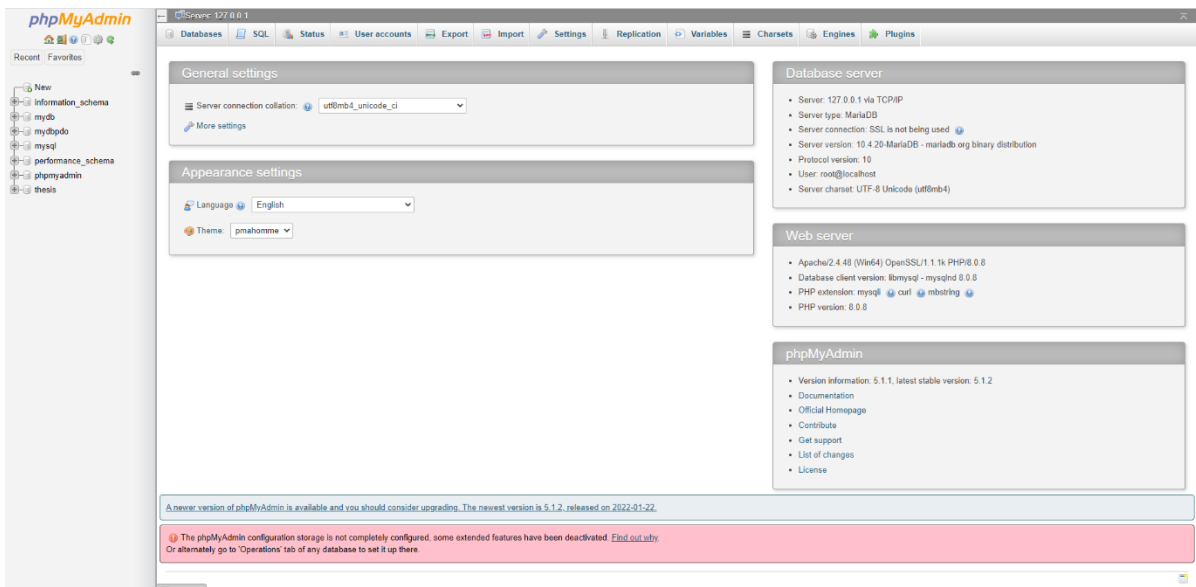 phpMyAdmin
Recent Favorites
New
information_schema
mydb
mydbpdo
mysql
performance_schema
phpmyadmin
thesis
Server: 127.0.0.1
Databases SQL Status User accounts Export Import Settings Replication Variables Charsets Engines Plugins
General settings
Server connection collation: utf8mb4_unicode_ci
More settings
Appearance settings
Language English
Theme: pmahomme
Database server
• Server: 127.0.0.1 via TCP/IP
• Server type: MariaDB
• Server connection: SSL is not being used
• Server version: 10.4.20-MariaDB - mariadb.org binary distribution
• Protocol version: 10
• User: root@localhost
• Server charset: UTF-8 Unicode (utf8mb4)
Web server
• Apache/2.4.48 (Win64) OpenSSL/1.1.1k PHP/8.0.8
• Database client version: libmysql - mysqlnd 8.0.8
• PHP extension: mysqli curl mbstring
• PHP version: 8.0.8
phpMyAdmin
• Version information: 5.1.1, latest stable version: 5.1.2
• Documentation
• Official Homepage
• Contribute
• Get support
• List of changes
• License
A newer version of phpMyAdmin is available and you should consider upgrading. The newest version is 5.1.2, released on 2022-01-22.
The phpMyAdmin configuration storage is not completely configured, some extended features have been deactivated. Find out why.
Or alternately go to 'Operations' tab of any database to set it up there.